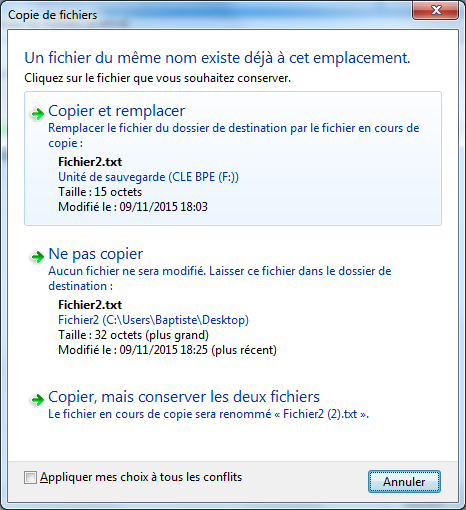 Copie de fichiers
Un fichier du même nom existe déjà à cet emplacement.
Cliquez sur le fichier que vous souhaitez conserver.
Copier et remplacer
Remplacer le fichier du dossier de destination par le fichier en cours de
copie :
Fichier2.txt
Unité de sauvegarde (CLE BPE (F:))
Taille : 15 octets
Modifié le : 09/11/2015 18:03
Ne pas copier
Aucun fichier ne sera modifié. Laisser ce fichier dans le dossier de
destination :
Fichier2.txt
Fichier2 (C:\Users\Baptiste\Desktop)
Taille : 32 octets (plus grand)
Modifié le : 09/11/2015 18:25 (plus récent)
Copier, mais conserver les deux fichiers
Le fichier en cours de copie sera renommé « Fichier2 (2).txt ».
Appliquer mes choix à tous les conflits
Annuler